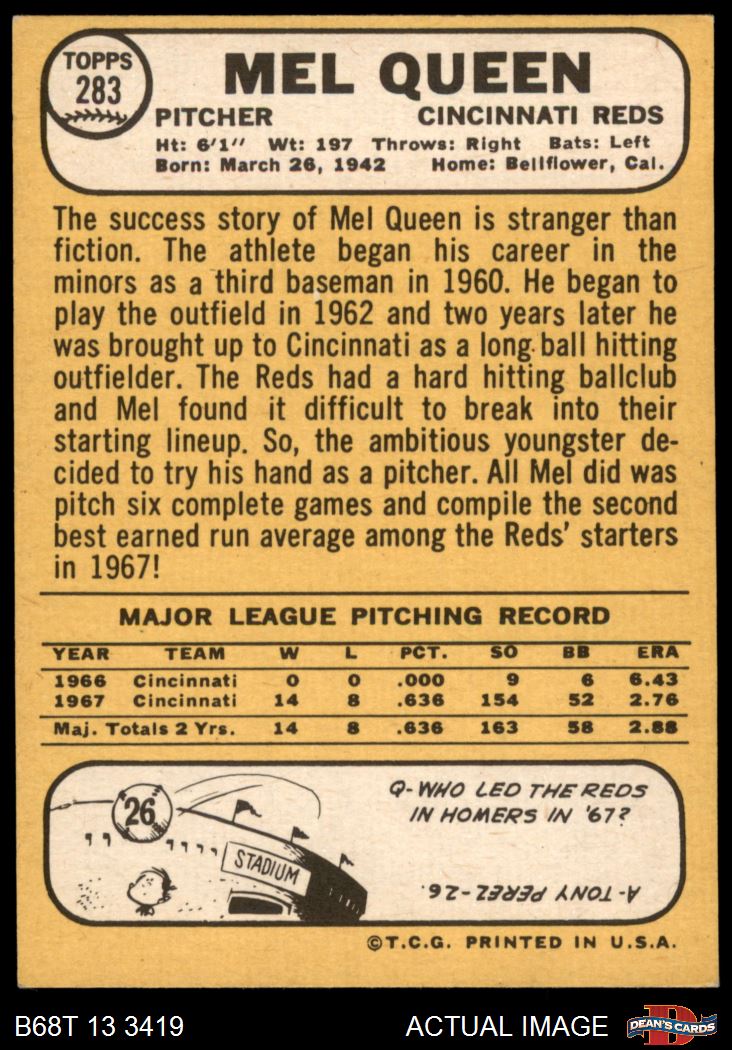 TOPPS
283
MEL QUEEN
PITCHER CINCINNATI REDS
Ht: 6'1" Wt: 197 Throws: Right Bats: Left
Born: March 26, 1942 Home: Bellflower, Cal.
The success story of Mel Queen is stranger than
fiction. The athlete began his career in the
minors as a third baseman in 1960. He began to
play the outfield in 1962 and two years later he
was brought up to Cincinnati as a long ball hitting
outfielder. The Reds had a hard hitting ballclub
and Mel found it difficult to break into their
starting lineup. So, the ambitious youngster de-
cided to try his hand as a pitcher. All Mel did was
pitch six complete games and compile the second
best earned run average among the Reds' starters
in 1967!
MAJOR LEAGUE PITCHING RECORD
YEAR TEAM W L PCT. SO BB ERA
1966 Cincinnati 0 0 .000 9 6 6.43
1967 Cincinnati 14 8 .636 154 52 2.76
Maj. Totals 2 Yrs. 14 8 .636 163 58 2.88
26
STADIUM
Q-WHO LED THE REDS
IN HOMERS IN '67?
A-TONY PEREZ-26.
©T.C.G. PRINTED IN U.S.A.
B68T 13 3419 ACTUAL IMAGE
DEAN'S CARDS